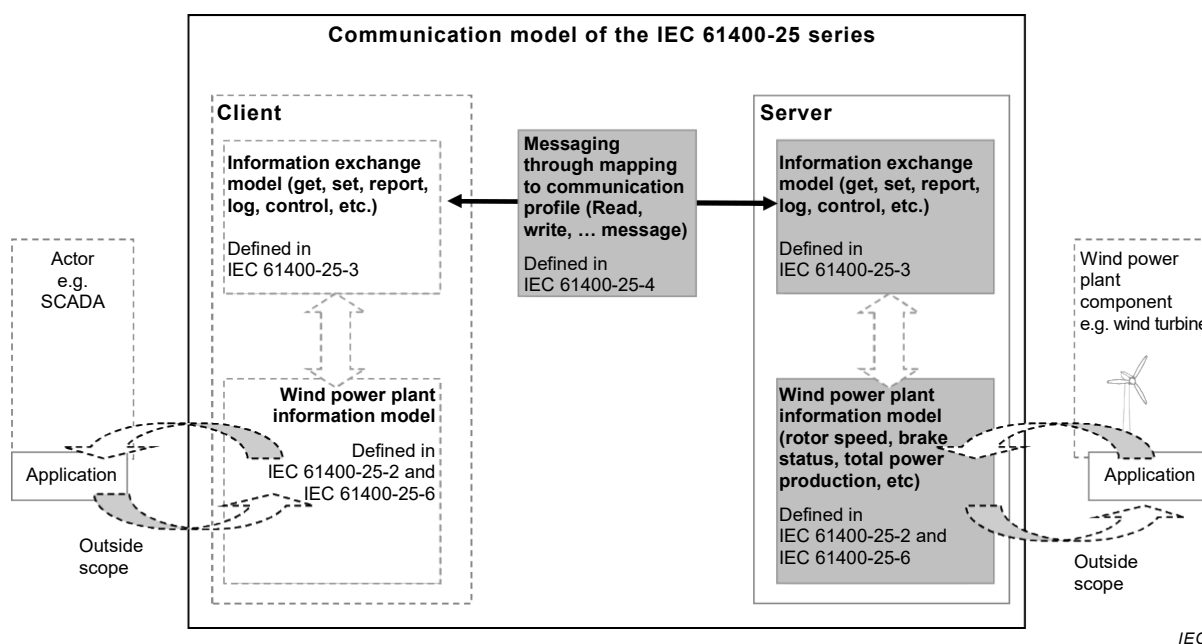 Communication model of the IEC 61400-25 series
Client
Information exchange
model (get, set, report,
log, control, etc.)
Defined in
IEC 61400-25-3
Wind power plant
information model
Defined in
IEC 61400-25-2 and
IEC 61400-25-6
Messaging
through mapping
to communication
profile (Read,
write, … message)
Defined in
IEC 61400-25-4
Server
Information exchange
model (get, set, report,
log, control, etc.)
Defined in
IEC 61400-25-3
Wind power plant
information model
(rotor speed, brake
status, total power
production, etc)
Defined in
IEC 61400-25-2 and
IEC 61400-25-6
Actor
e.g.
SCADA
Application
Outside
scope
Wind power
plant
component
e.g. wind turbine
Application
Outside
scope
IEC